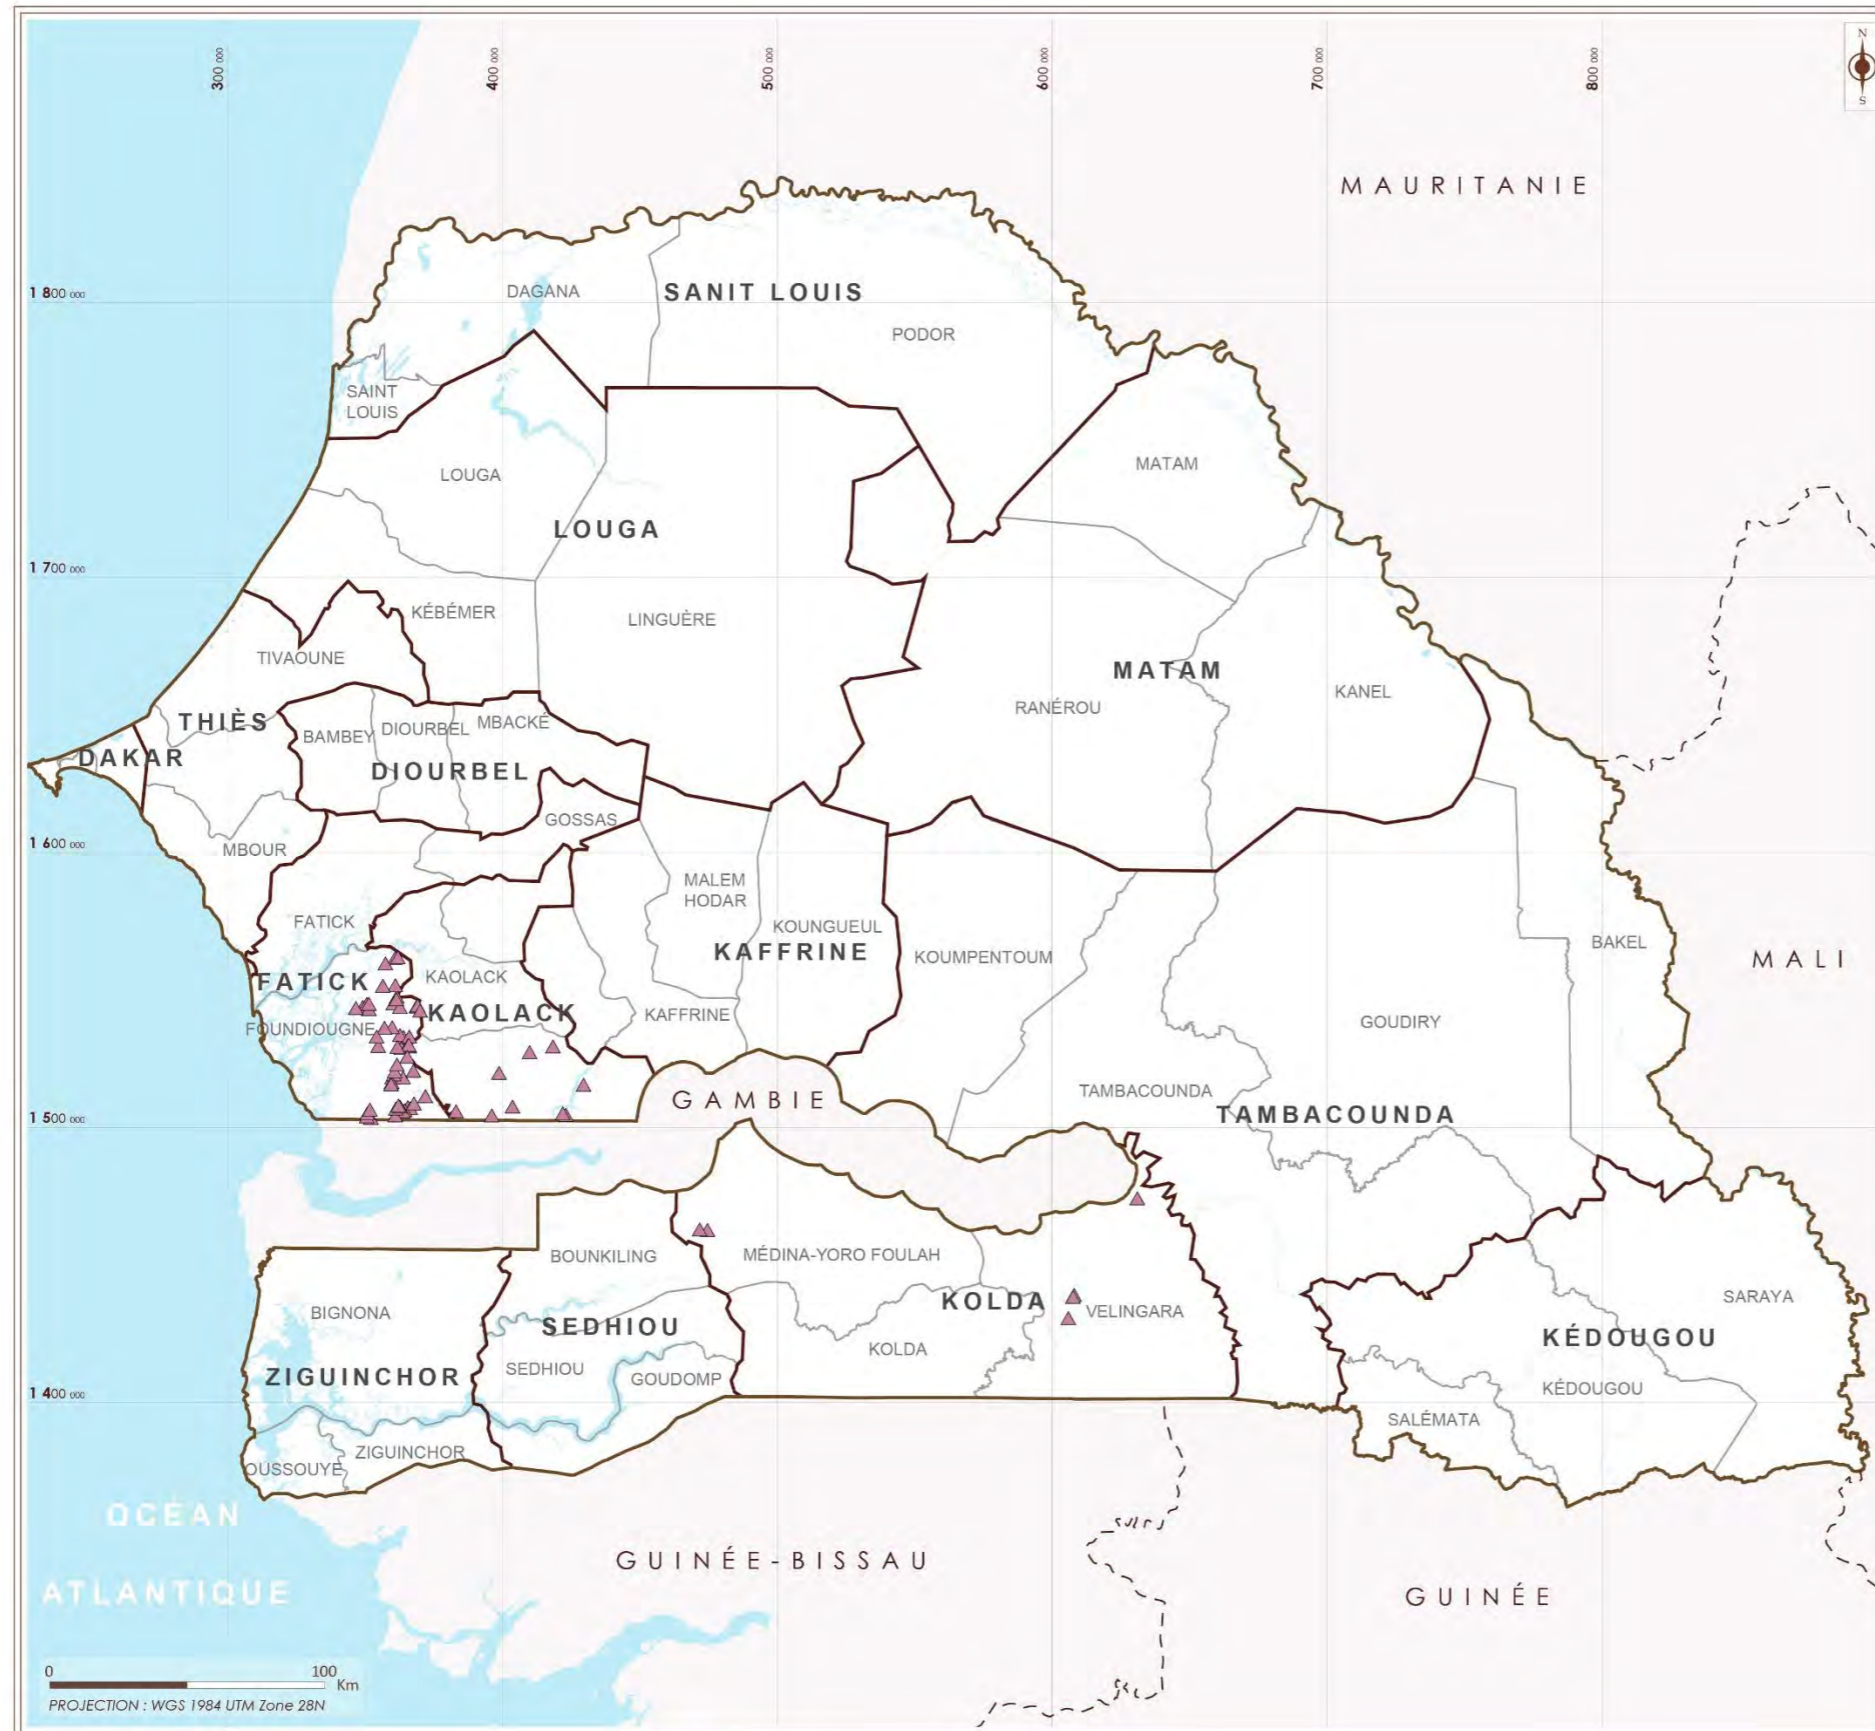 300 000
400 000
500 000
600 000
700 000
800 000
N
S
MAURITANIE
1 800 000
DAGANA
SANIT LOUIS
PODOR
SAINT
LOUIS
MATAM
LOUGA
LOUGA
1 700 000
KÉBÉMER
LINGUÈRE
TIVAOUNE
MATAM
KANEL
RANÉROU
THIÈS
BAMBEY
DIOURBEL
MBACKÉ
DAKAR
DIOURBEL
GOSSAS
1 600 000
MBOUR
MALEM
HODAR
FATICK
KOUNGUEUL
KAFFRINE
KOUMPENTOUM
BAKEL
MALI
FATICK
KAOLACK
KAOLACK
KAFFRINE
FOUNDIOUGNE
GOUDIRY
TAMBACOUNDA
GAMBIE
TAMBACOUNDA
1 500 000
BOUNKILING
MÉDINA-YORO FOULAH
KOLDA
VELINGARA
SARAYA
BIGNONA
SEDHIOU
KÉDOUGOU
KOLDA
ZIGUINCHOR
SEDHIOU
GOUDOMP
KÉDOUGOU
1 400 000
SALÉMATA
ZIGUINCHOR
OUSSOUYE
OCÉAN
ATLANTIQUE
GUINÉE-BISSAU
GUINÉE
0
100
Km
PROJECTION : WGS 1984 UTM Zone 28N